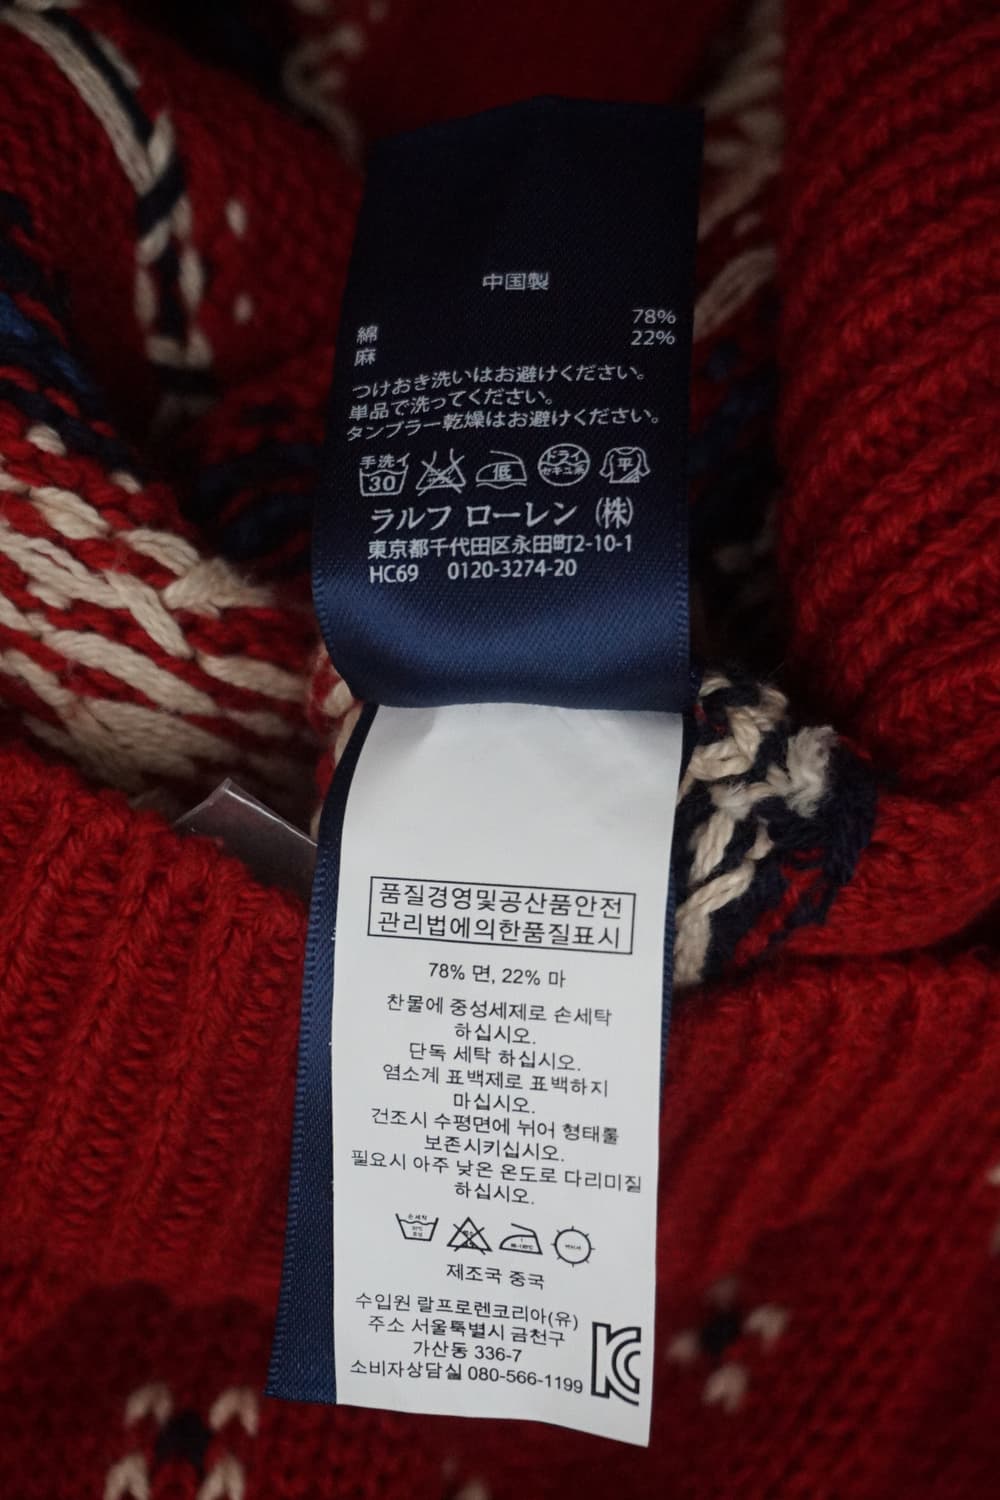 中国製
綿 78%
麻 22%
つけおき洗いはお避けください。
単品で洗ってください。
タンブラー乾燥はお避けください。
手洗イ 30 低 ドライ セキユ系 平
ラルフ ローレン (株)
東京都千代田区永田町2-10-1
HC69 0120-3274-20
품질경영및공산품안전
관리법에의한품질표시
78% 면, 22% 마
찬물에 중성세제로 손세탁
하십시오.
단독 세탁 하십시오.
염소계 표백제로 표백하지
마십시오.
건조시 수평면에 뉘어 형태를
보존시키십시오.
필요시 아주 낮은 온도로 다리미질
하십시오.
손세탁
제조국 중국
수입원 랄프로렌코리아(유)
주소 서울특별시 금천구
가산동 336-7
소비자상담실 080-566-1199